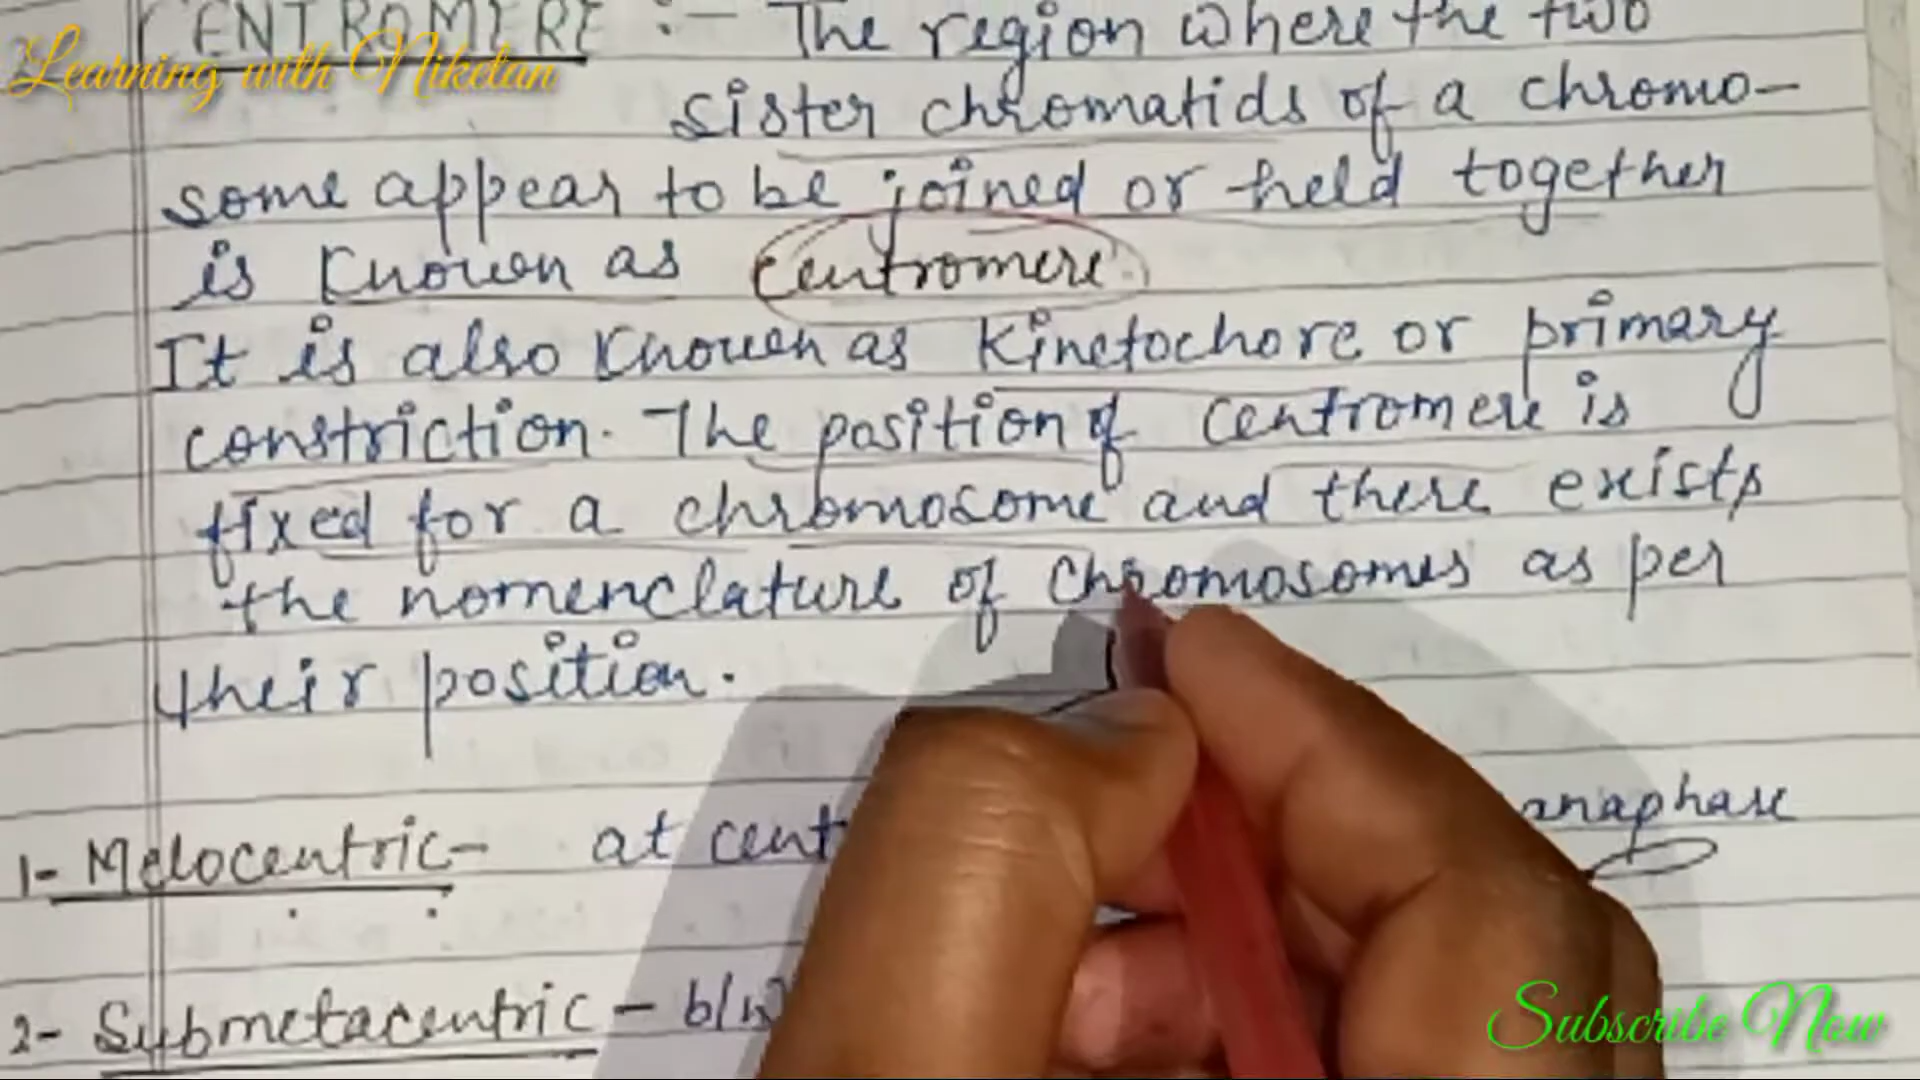 CENTROMERE :- The region where the two
Learning with Niketan
sister chromatids of a chromo-
some appear to be joined or held together
is known as centromere.
It is also known as kinetochore or primary
constriction. The position of centromere is
fixed for a chromosome and there exists
the nomenclature of chromosomes as per
their position.
1- Metocentric- at cent anaphase
2- Submetacentric - b/w
Subscribe Now